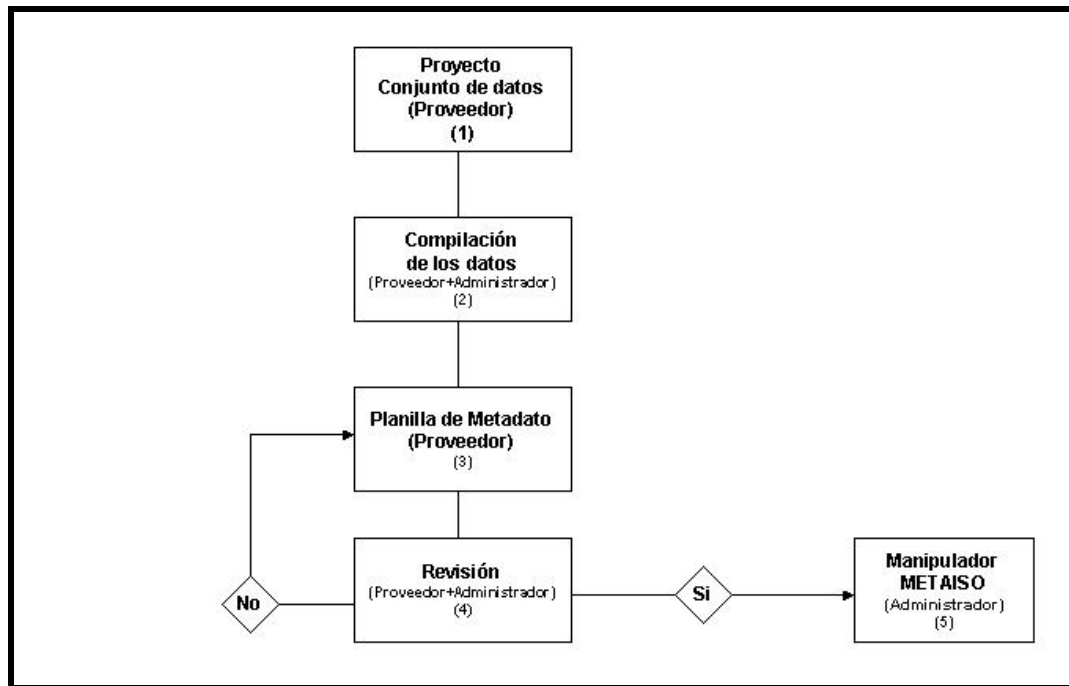 Proyecto
Conjunto de datos
(Proveedor)
(1)
Compilación
de los datos
(Proveedor+Administrador)
(2)
Planilla de Metadato
(Proveedor)
(3)
Revisión
(Proveedor+Administrador)
(4)
No
Si
Manipulador
METAISO
(Administrador)
(5)